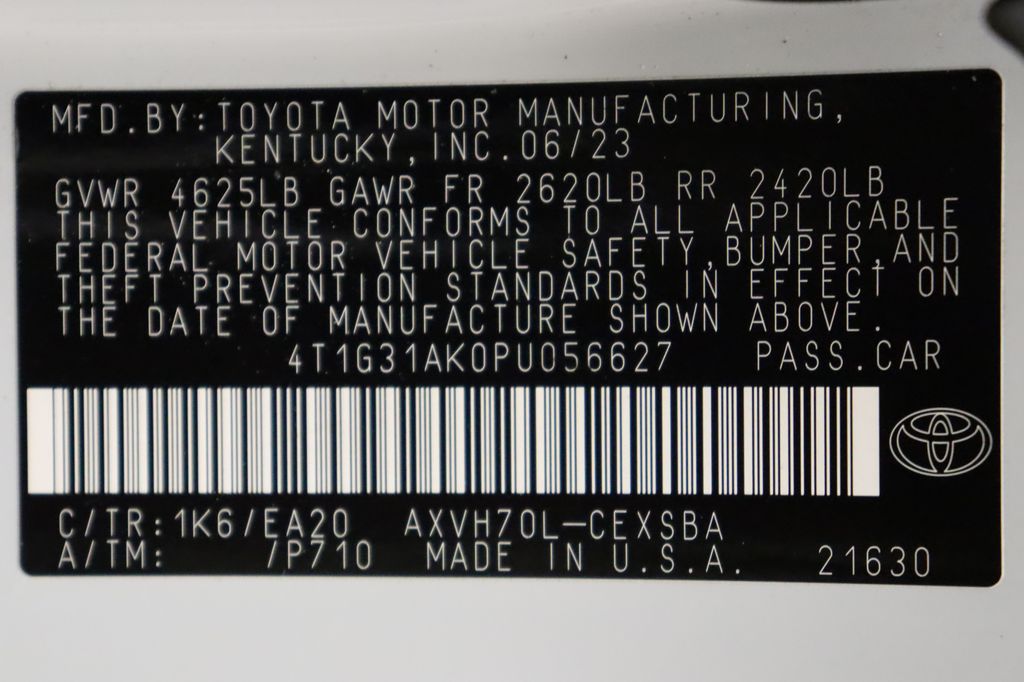 MFD.BY:TOYOTA MOTOR MANUFACTURING,
KENTUCKY,INC.06/23
GVWR 4625LB GAWR FR 2620LB RR 2420LB
THIS VEHICLE CONFORMS TO ALL APPLICABLE
FEDERAL MOTOR VEHICLE SAFETY,BUMPER,AND
THEFT PREVENTION STANDARDS IN EFFECT ON
THE DATE OF MANUFACTURE SHOWN ABOVE.
4T1G31AK0PU056627 PASS.CAR
C/TR:1K6/EA20 AXVH70L-CEXSBA
A/TM: /P710 MADE IN U.S.A. 21630